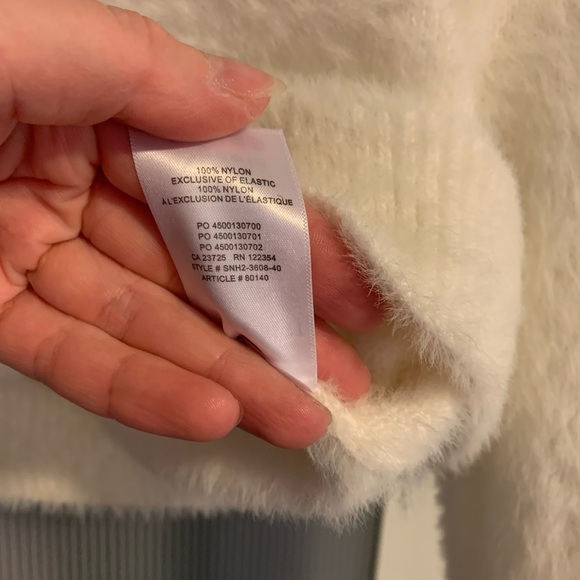 100% NYLON
EXCLUSIVE OF ELASTIC
100% NYLON
À L'EXCLUSION DE L'ÉLASTIQUE
PO 4500130700
PO 4500130701
PO 4500130702
CA 23725 RN 122354
STYLE # SNH2-3608-40
ARTICLE # 80140